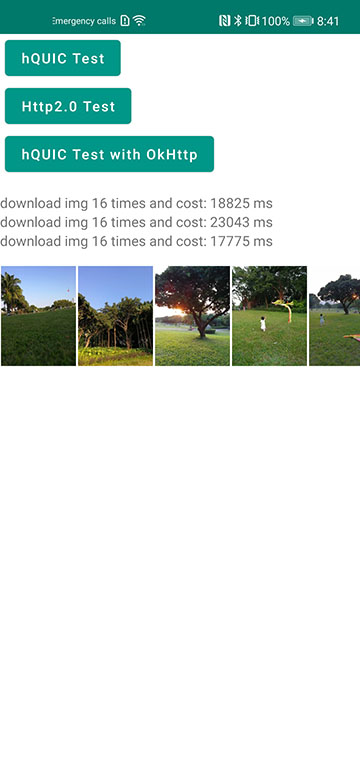 Emergency calls 100% 8:41
hQUIC Test
Http2.0 Test
hQUIC Test with OkHttp
download img 16 times and cost: 18825 ms
download img 16 times and cost: 23043 ms
download img 16 times and cost: 17775 ms